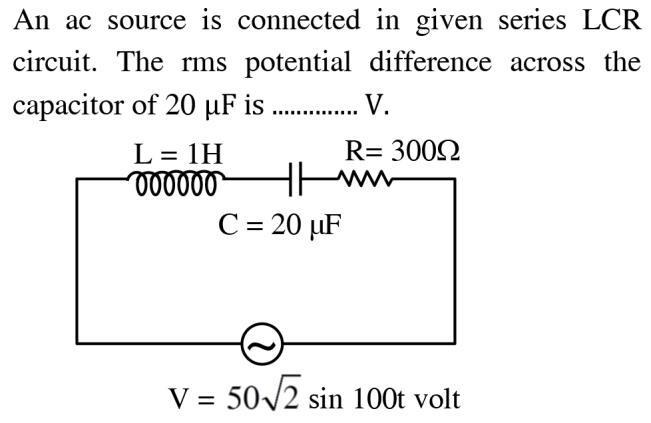 An ac source is connected in given series LCR
circuit. The rms potential difference across the
capacitor of 20 μF is .............. V.
L = 1H
R= 300Ω
C = 20 μF
V = 50√2 sin 100t volt